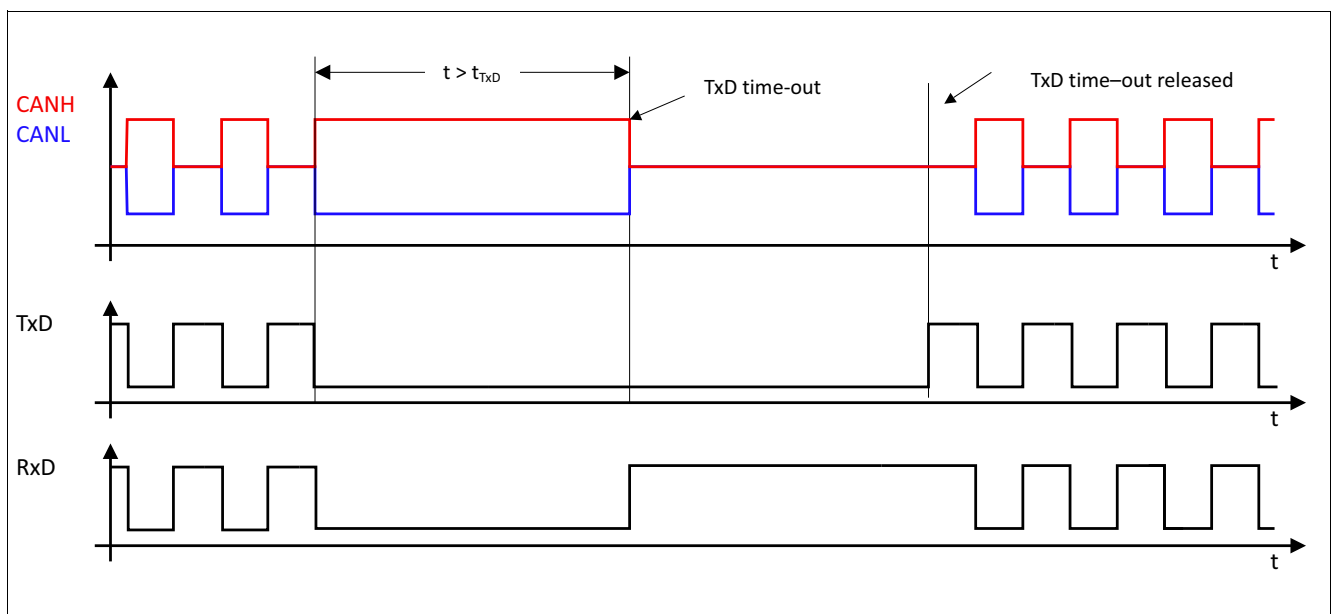 t > tTxD
TxD time-out
TxD time–out released
CANH
CANL
t
TxD
t
RxD
t